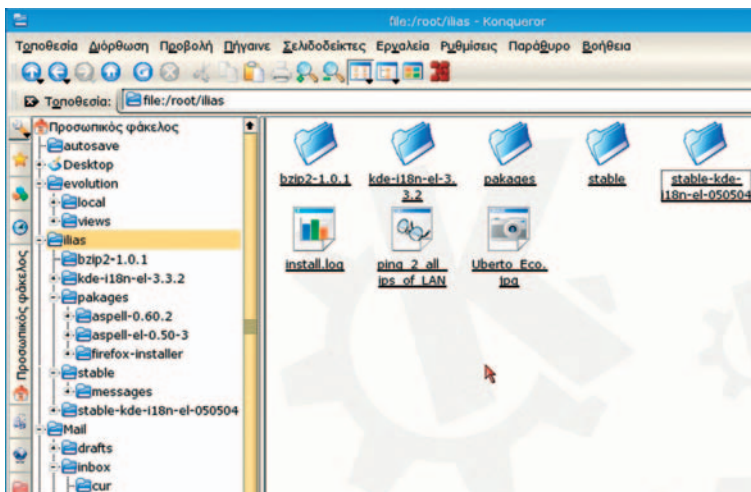 file:/root/ilias - Konqueror
Τοποθεσία Διόρθωση Προβολή Πήγαινε Σελιδοδείκτες Εργαλεία Ρυθμίσεις Παράθυρο Βοήθεια
Τοποθεσία: file:/root/ilias
Προσωπικός φάκελος
autosave
Desktop
evolution
local
views
ilias
bzip2-1.0.1
kde-i18n-el-3.3.2
pakages
aspell-0.60.2
aspell-el-0.50-3
firefox-installer
stable
messages
stable-kde-i18n-el-050504
Mail
drafts
inbox
cur
Προσωπικός φάκελος
bzip2-1.0.1
kde-i18n-el-3.
3.2
pakages
stable
stable-kde-
i18n-el-050504
install.log
ping_2_all_
ips_of_LAN
Uberto_Eco.
jpg